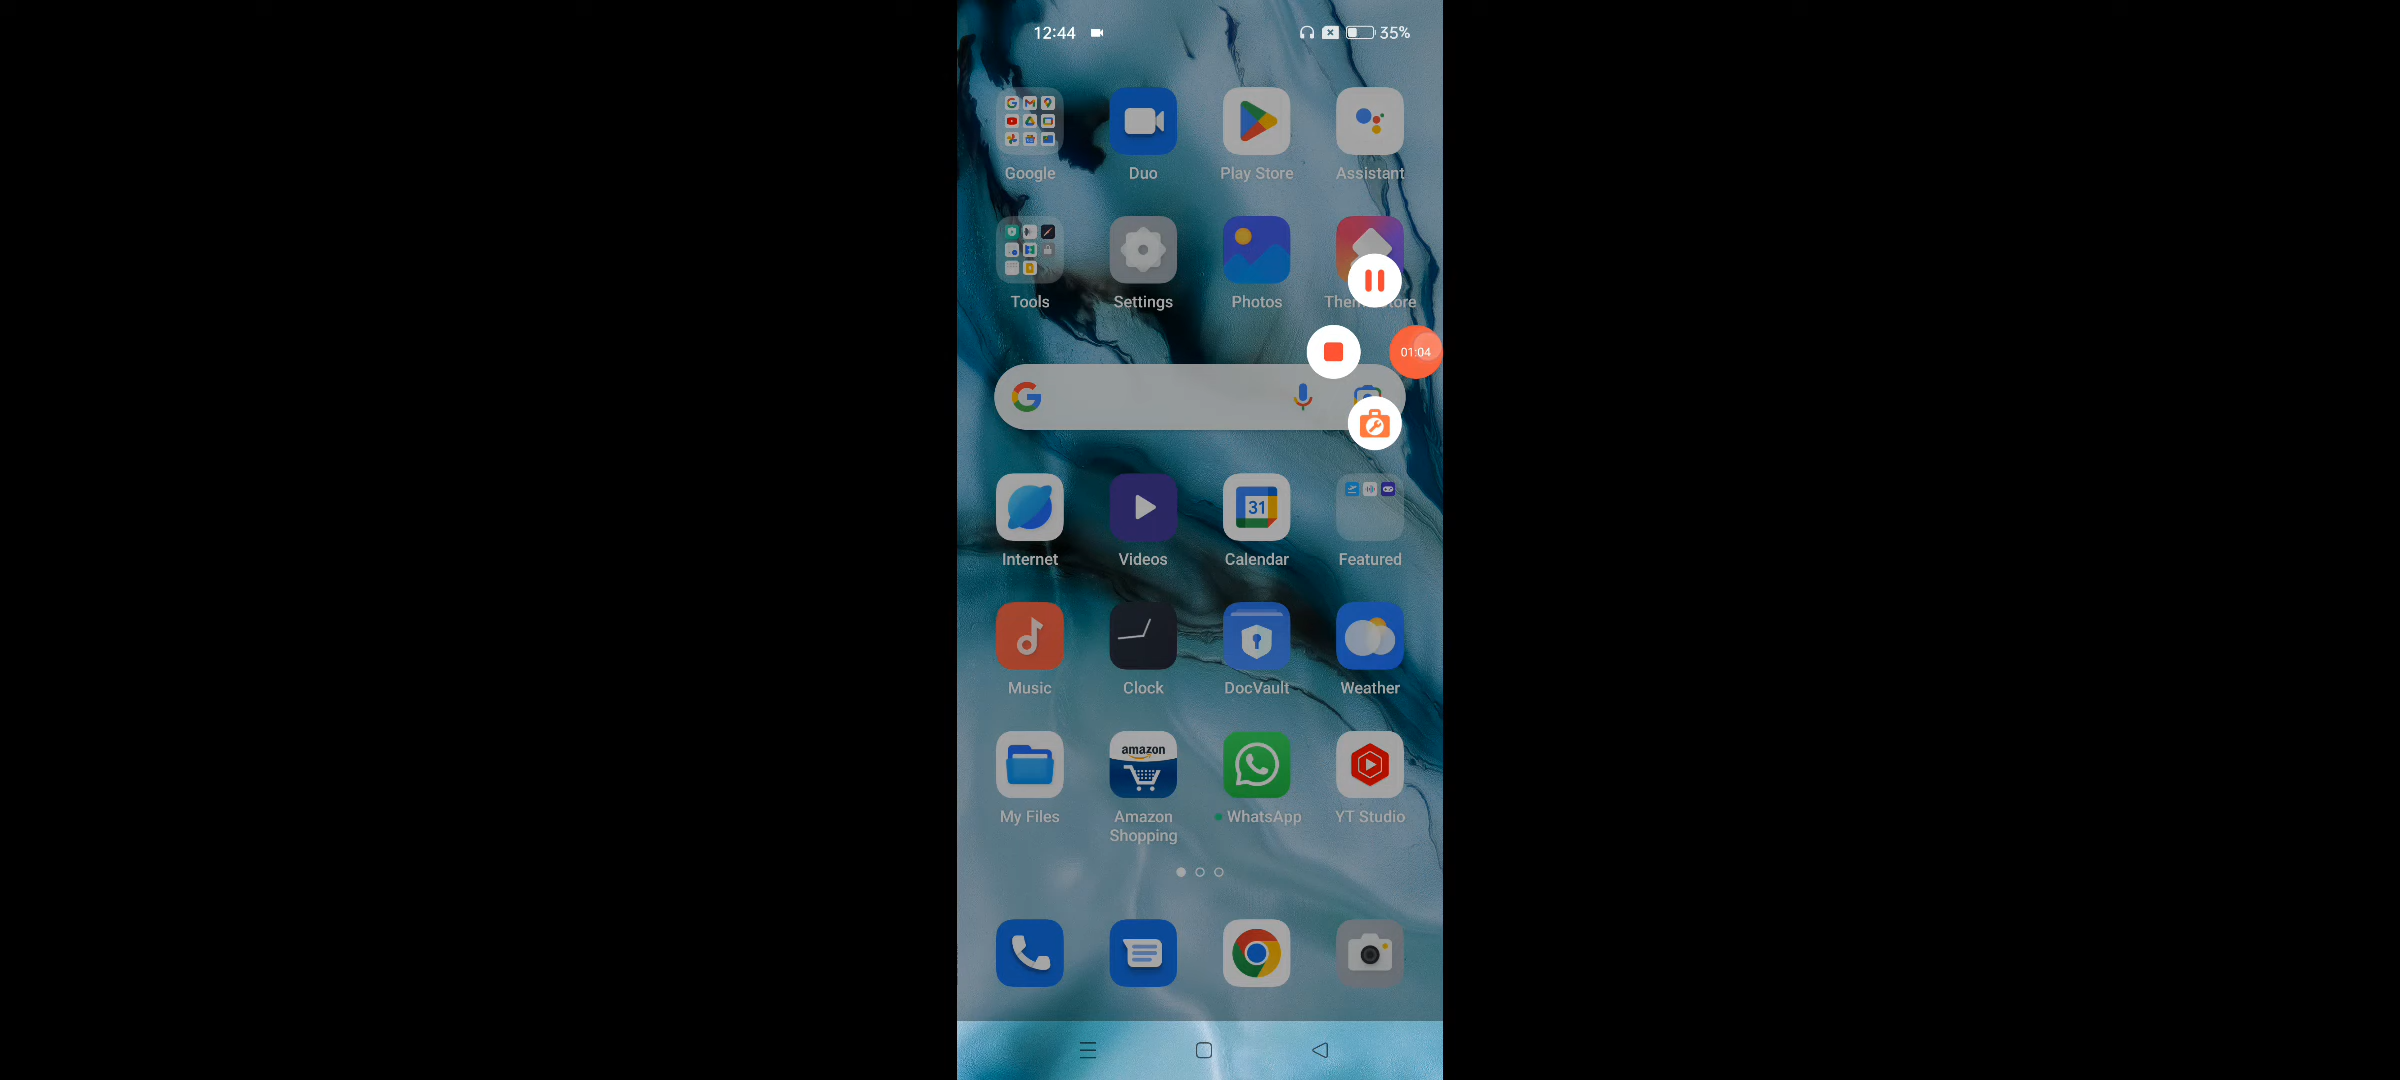 12:44 35%
Google Duo Play Store Assistant
Tools Settings Photos
01:04
31
Internet Videos Calendar Featured
Music Clock DocVault Weather
amazon
My Files Amazon Shopping WhatsApp YT Studio